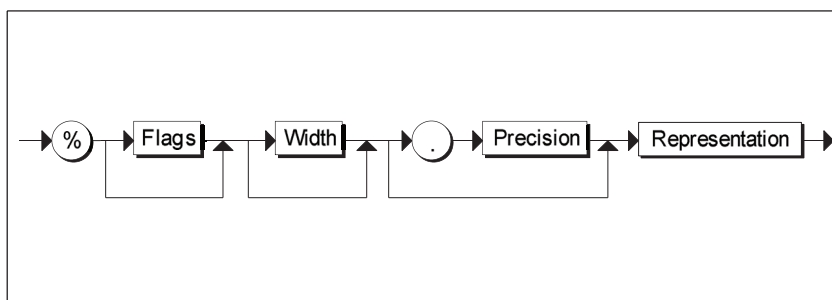 % Flags Width . Precision Representation